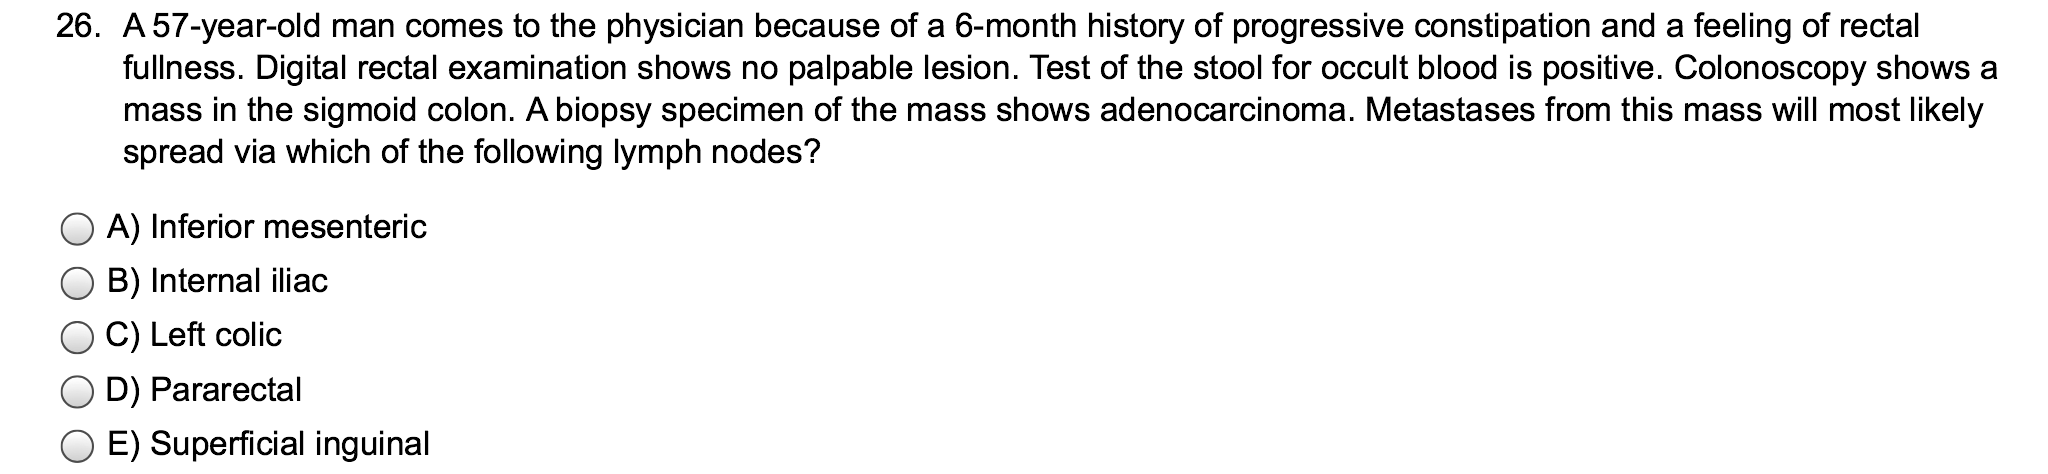 26. A 57-year-old man comes to the physician because of a 6-month history of progressive constipation and a feeling of rectal
fullness. Digital rectal examination shows no palpable lesion. Test of the stool for occult blood is positive. Colonoscopy shows a
mass in the sigmoid colon. A biopsy specimen of the mass shows adenocarcinoma. Metastases from this mass will most likely
spread via which of the following lymph nodes?
A) Inferior mesenteric
B) Internal iliac
C) Left colic
D) Pararectal
E) Superficial inguinal